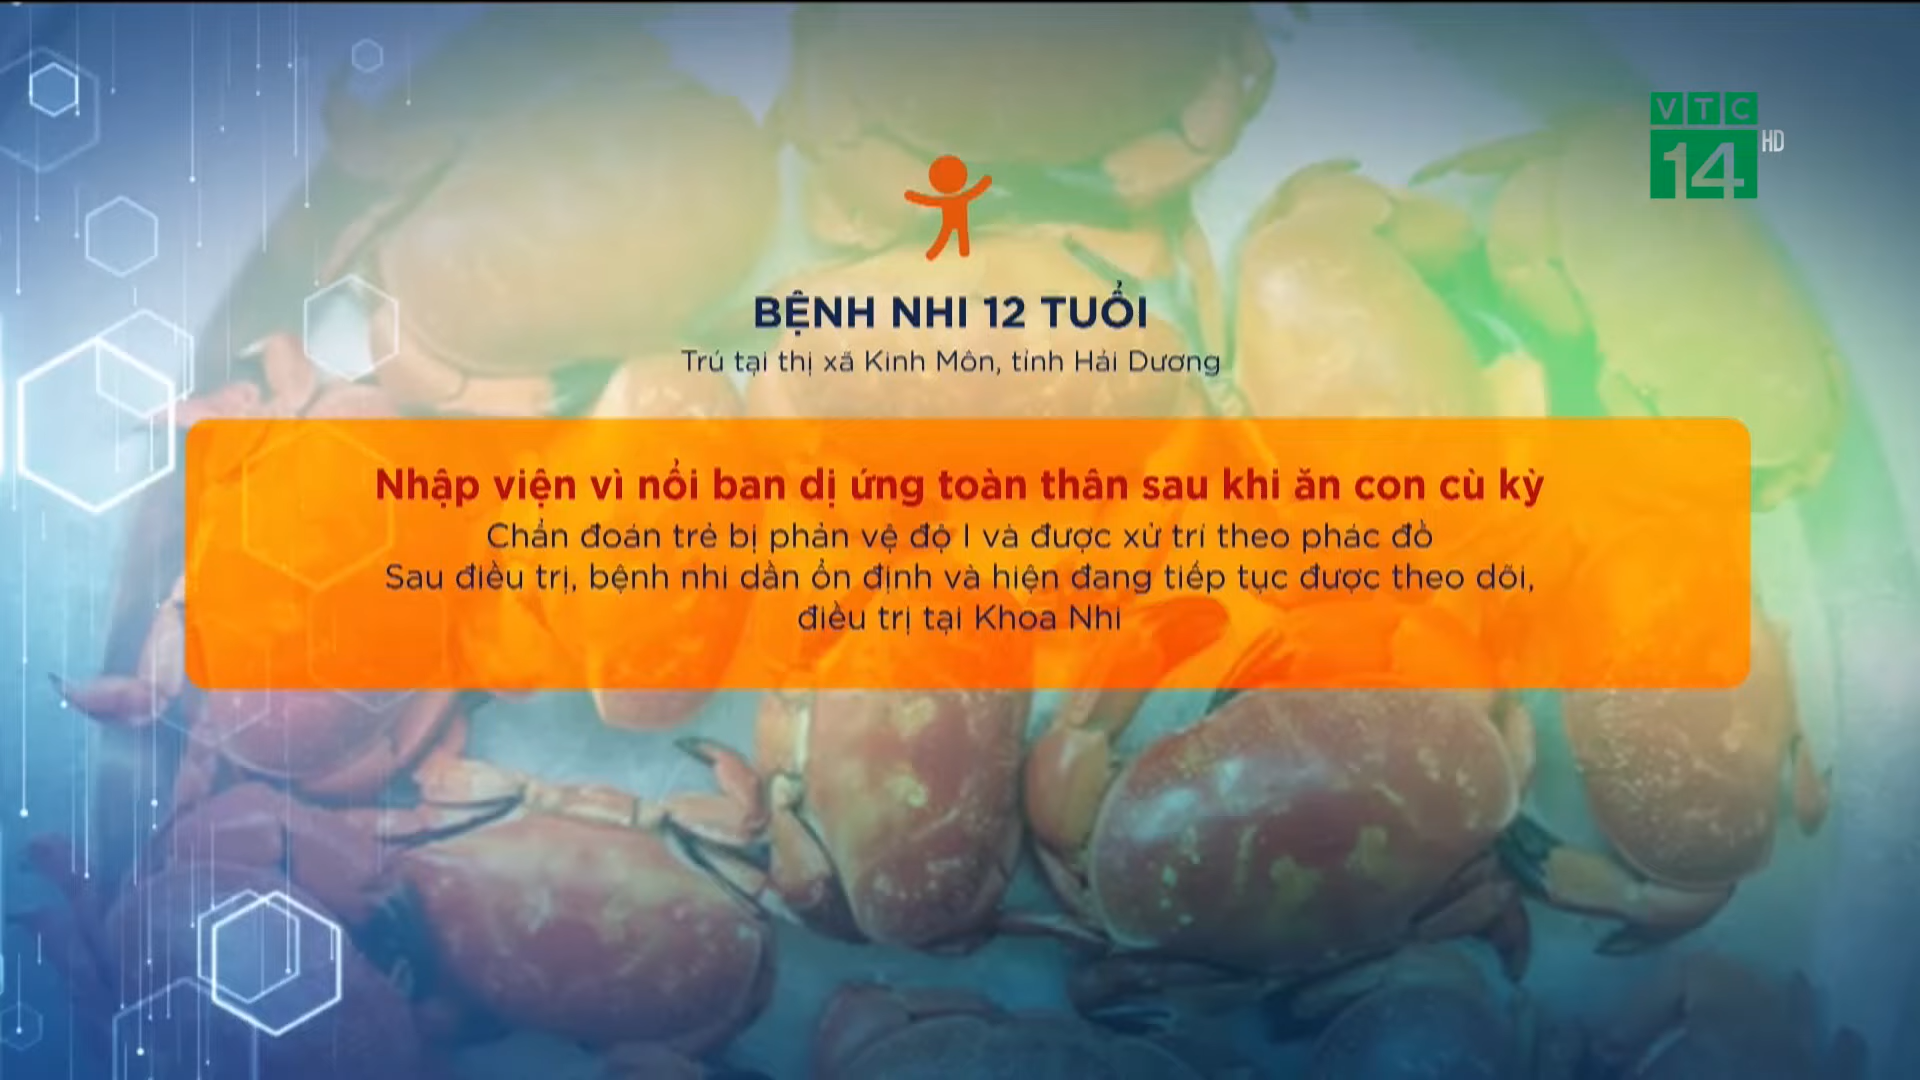 VTC
14 HD
BỆNH NHI 12 TUỔI
Trú tại thị xã Kinh Môn, tỉnh Hải Dương
Nhập viện vì nổi ban dị ứng toàn thân sau khi ăn con cù kỳ
Chẩn đoán trẻ bị phản vệ độ I và được xử trí theo phác đồ
Sau điều trị, bệnh nhi dần ổn định và hiện đang tiếp tục được theo dõi,
điều trị tại Khoa Nhi